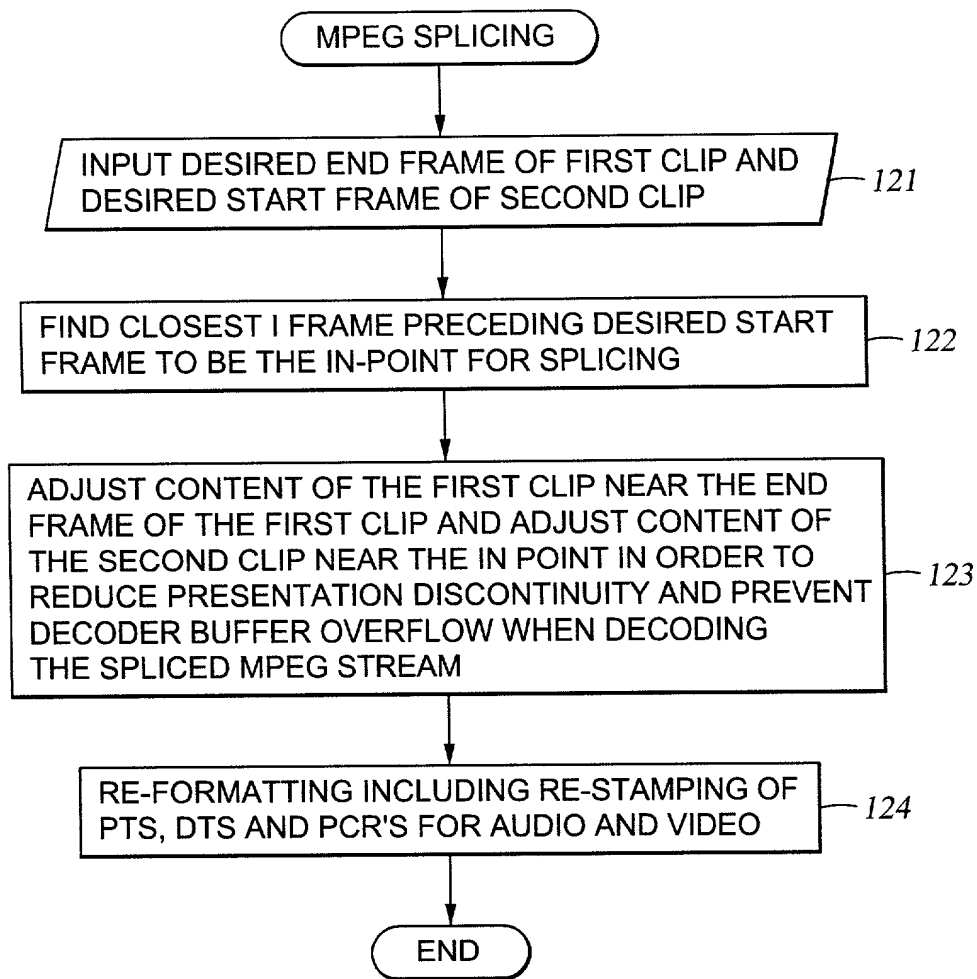 MPEG SPLICING
INPUT DESIRED END FRAME OF FIRST CLIP AND
DESIRED START FRAME OF SECOND CLIP
121
FIND CLOSEST I FRAME PRECEDING DESIRED START
FRAME TO BE THE IN-POINT FOR SPLICING
122
ADJUST CONTENT OF THE FIRST CLIP NEAR THE END
FRAME OF THE FIRST CLIP AND ADJUST CONTENT OF
THE SECOND CLIP NEAR THE IN POINT IN ORDER TO
REDUCE PRESENTATION DISCONTINUITY AND PREVENT
DECODER BUFFER OVERFLOW WHEN DECODING
THE SPLICED MPEG STREAM
123
RE-FORMATTING INCLUDING RE-STAMPING OF
PTS, DTS AND PCR'S FOR AUDIO AND VIDEO
124
END